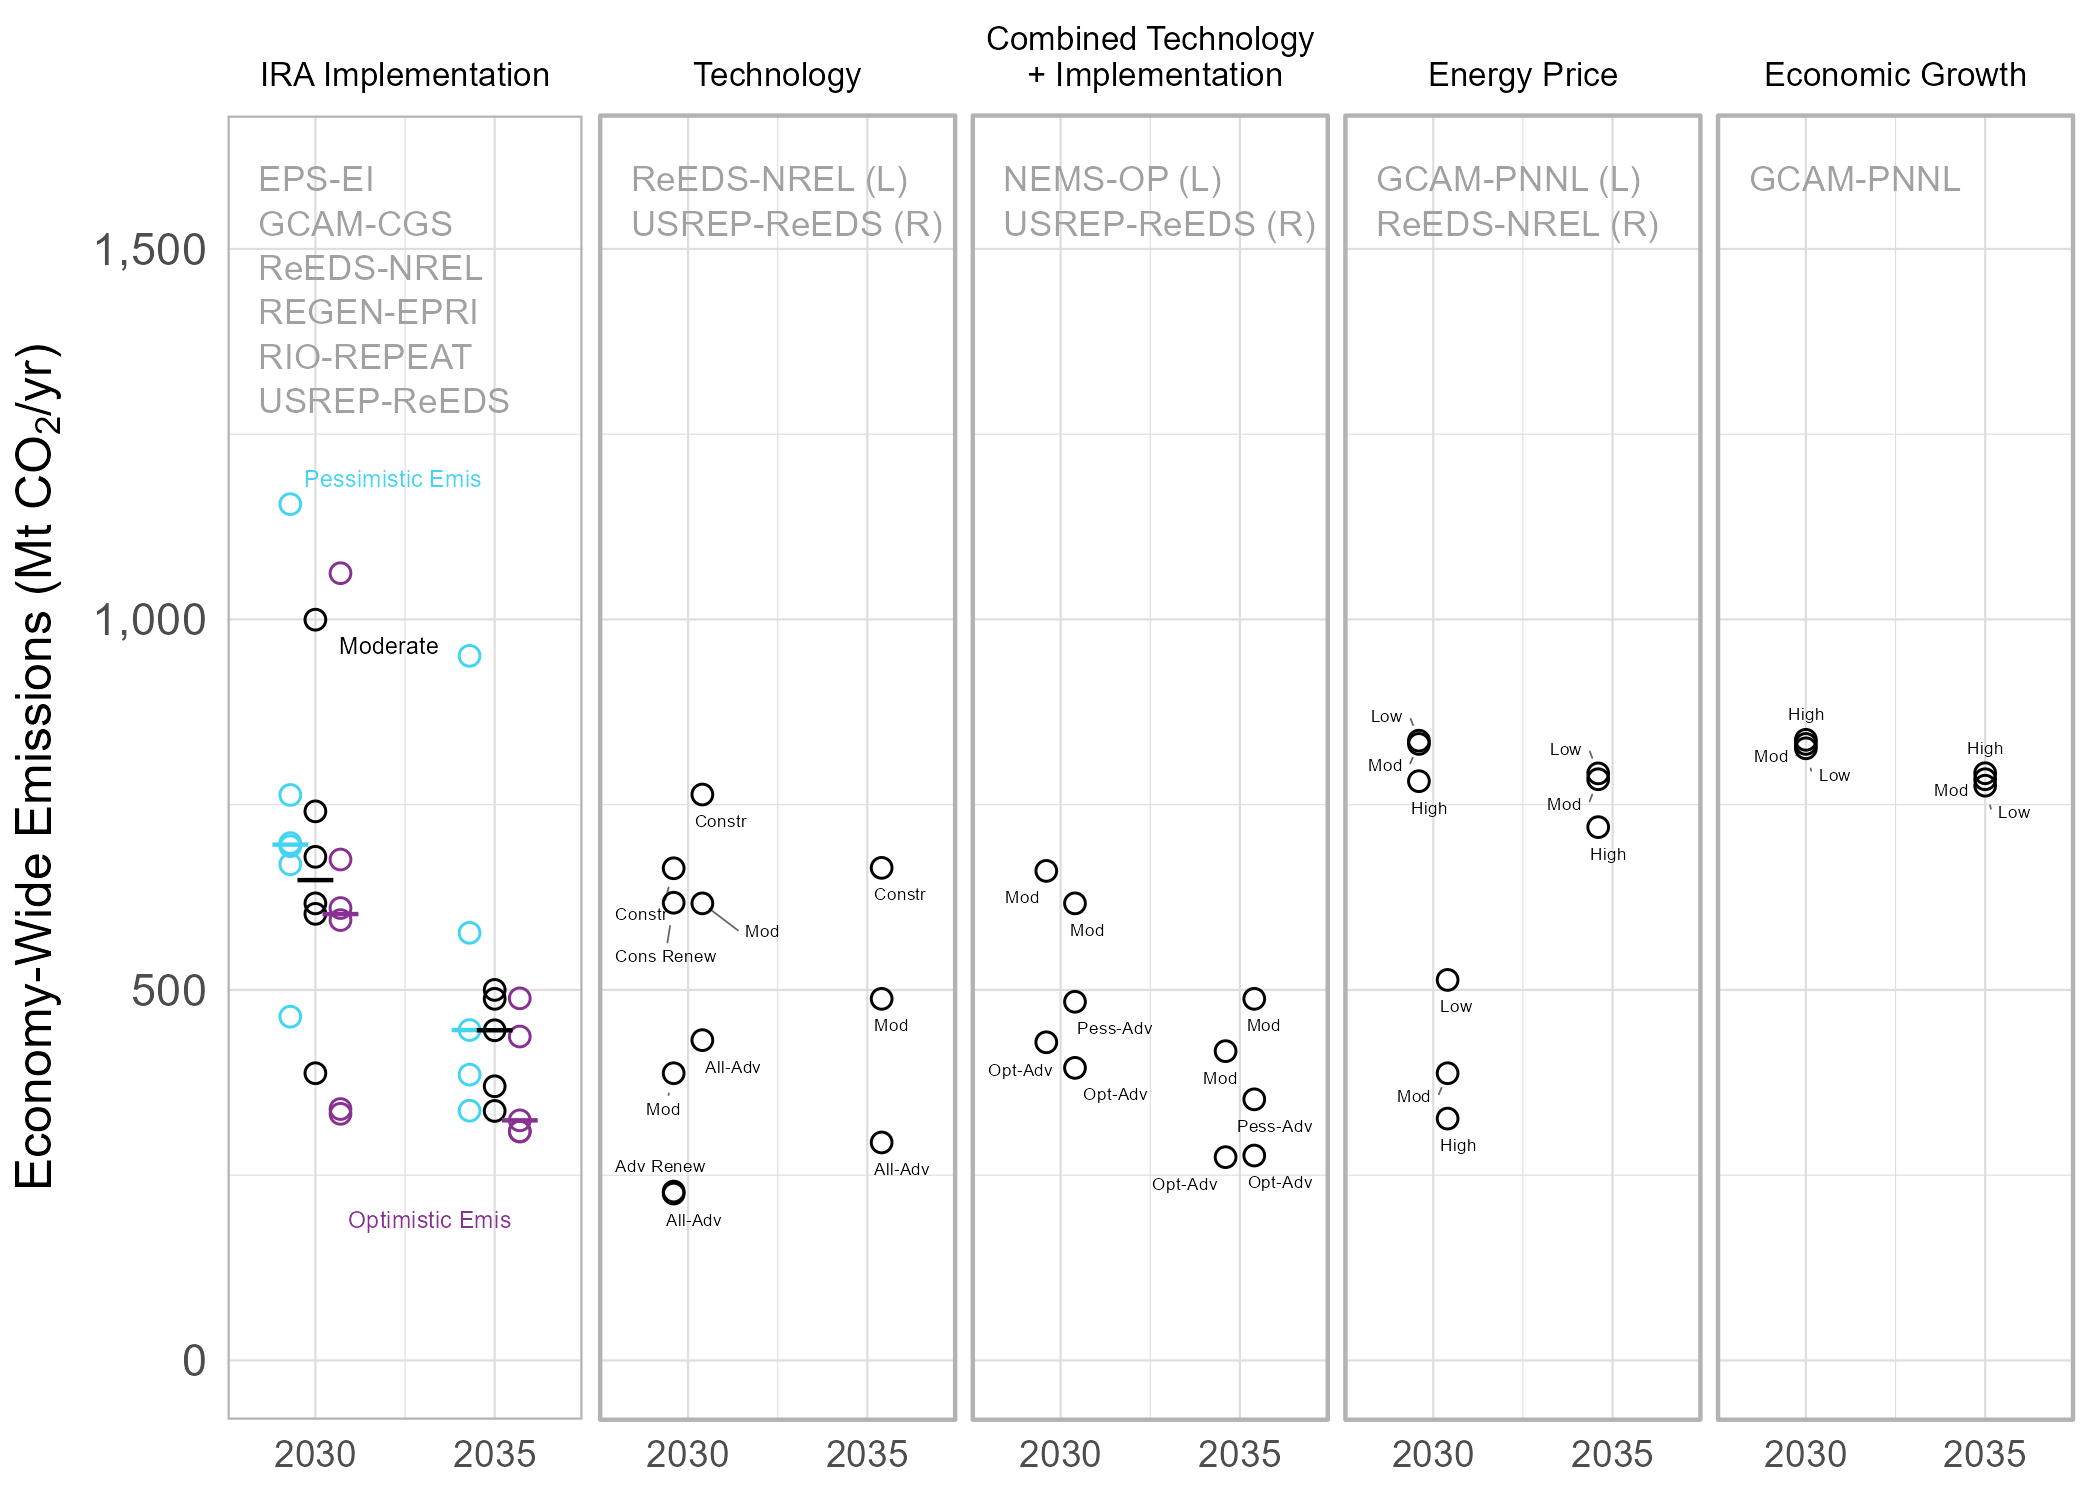 IRA Implementation
Technology
Combined Technology
+ Implementation
Energy Price
Economic Growth
Economy-Wide Emissions (Mt CO₂/yr)
1,500
1,000
500
0
EPS-EI
GCAM-CGS
ReEDS-NREL
REGEN-EPRI
RIO-REPEAT
USREP-ReEDS
Pessimistic Emis
Moderate
Optimistic Emis
2030
2035
ReEDS-NREL (L)
USREP-ReEDS (R)
Constr
Constr
Constr
Mod
Cons Renew
Mod
All-Adv
Mod
Adv Renew
All-Adv
All-Adv
2030
2035
NEMS-OP (L)
USREP-ReEDS (R)
Mod
Mod
Pess-Adv
Mod
Opt-Adv
Mod
Opt-Adv
Pess-Adv
Opt-Adv
Opt-Adv
2030
2035
GCAM-PNNL (L)
ReEDS-NREL (R)
Low
Low
Mod
Mod
High
High
Low
Mod
High
2030
2035
GCAM-PNNL
High
High
Mod
Low
Mod
Low
2030
2035